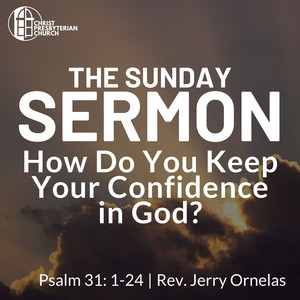 CHRIST
PRESBYTERIAN
CHURCH
THE SUNDAY
SERMON
How Do You Keep
Your Confidence
in God?
Psalm 31: 1-24 | Rev. Jerry Ornelas